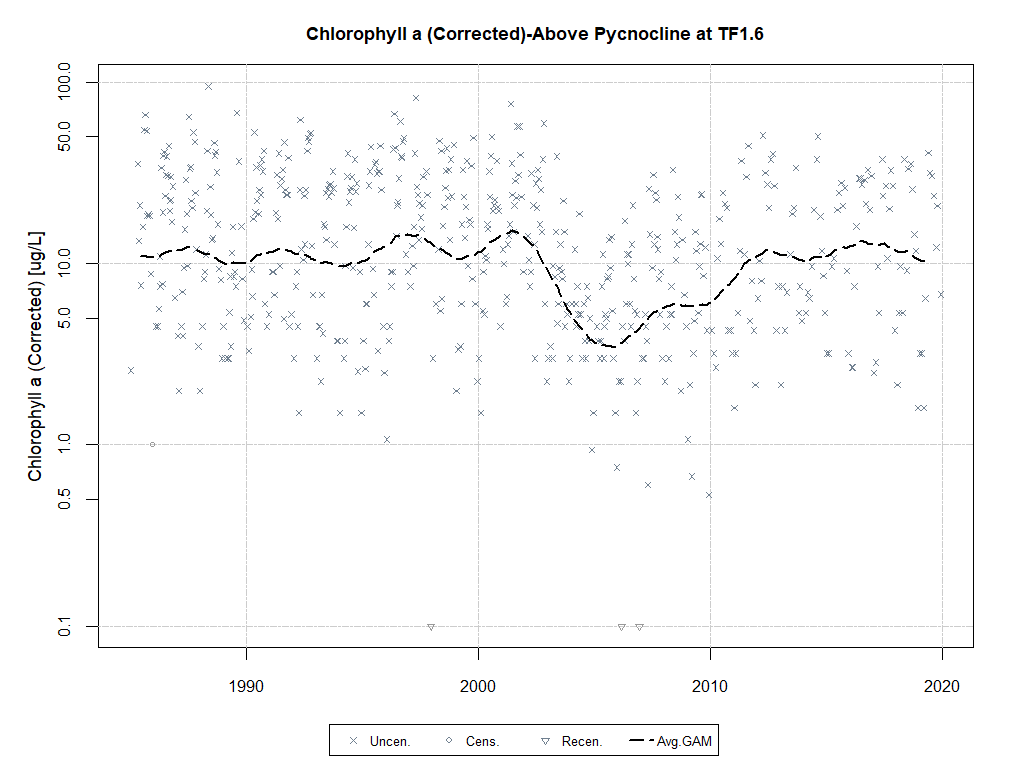 Chlorophyll a (Corrected)-Above Pycnocline at TF1.6
Chlorophyll a (Corrected) [ug/L]
100.0
50.0
10.0
5.0
1.0
0.5
0.1
1990 2000 2010 2020
Uncen. Cens. Recen. Avg.GAM